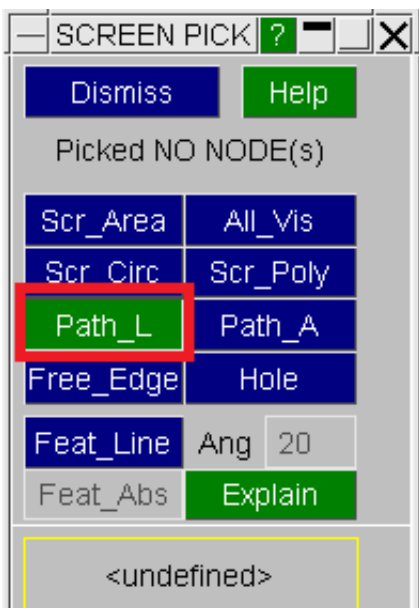 SCREEN PICK ?
Dismiss Help
Picked NO NODE(s)
Scr_Area All_Vis
Scr_Circ Scr_Poly
Path_L Path_A
Free_Edge Hole
Feat_Line Ang 20
Feat_Abs Explain
<undefined>